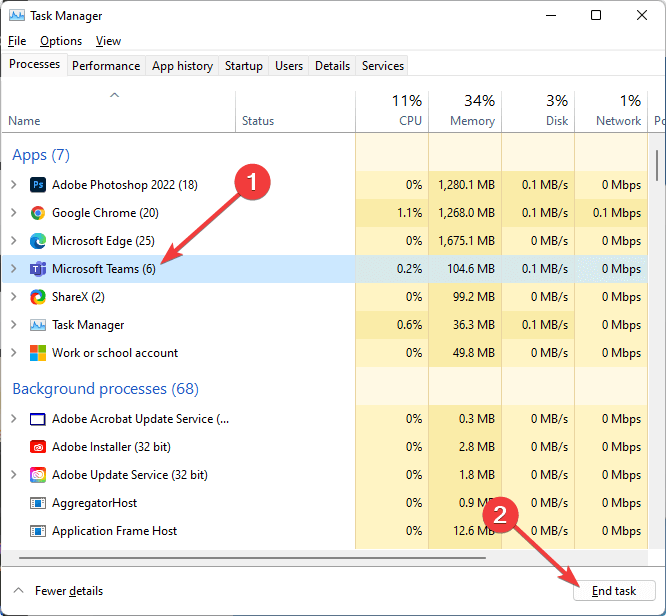 Task Manager
File Options View
Processes Performance App history Startup Users Details Services
11% 34% 3% 1%
Name Status CPU Memory Disk Network Po
Apps (7)
1
Ps Adobe Photoshop 2022 (18) 0% 1,280.1 MB 0.1 MB/s 0 Mbps
Google Chrome (20) 1.1% 1,268.0 MB 0.1 MB/s 0.1 Mbps
Microsoft Edge (25) 0% 1,675.1 MB 0 MB/s 0 Mbps
Microsoft Teams (6) 0.2% 104.6 MB 0.1 MB/s 0 Mbps
ShareX (2) 0% 99.2 MB 0 MB/s 0 Mbps
Task Manager 0.6% 36.3 MB 0.1 MB/s 0 Mbps
Work or school account 0% 49.8 MB 0 MB/s 0 Mbps
Background processes (68)
Adobe Acrobat Update Service (... 0% 0.3 MB 0 MB/s 0 Mbps
Adobe Installer (32 bit) 0% 2.8 MB 0 MB/s 0 Mbps
Adobe Update Service (32 bit) 0% 1.8 MB 0 MB/s 0 Mbps
AggregatorHost 0% 0.9 MB 0 MB/s 0 Mbps
2
Application Frame Host 0% 12.6 MB 0 MB/s 0 Mbps
Fewer details End task